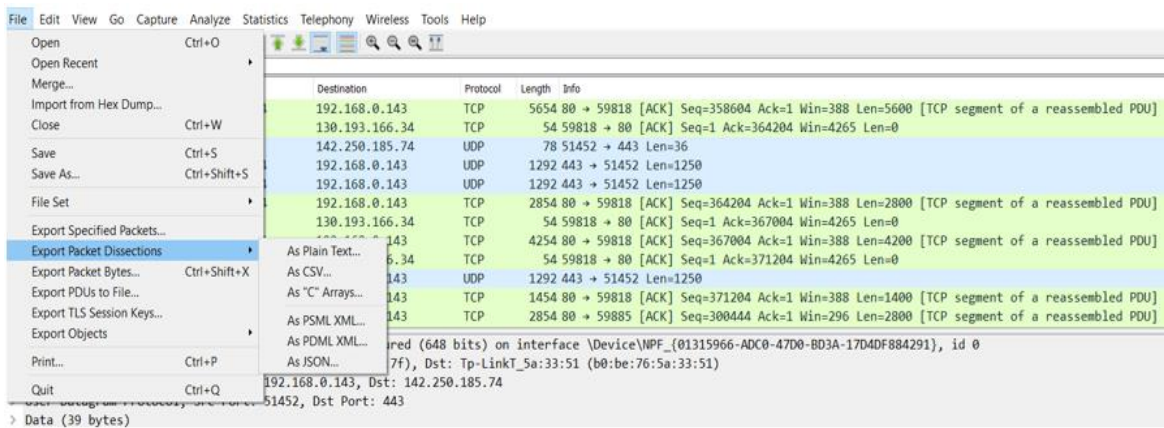 File Edit View Go Capture Analyze Statistics Telephony Wireless Tools Help
Open Ctrl+O
Open Recent
Merge...
Import from Hex Dump...
Close Ctrl+W
Save Ctrl+S
Save As... Ctrl+Shift+S
File Set
Export Specified Packets...
Export Packet Dissections
Export Packet Bytes... Ctrl+Shift+X
Export PDUs to File...
Export TLS Session Keys...
Export Objects
Print... Ctrl+P
Quit Ctrl+Q
As Plain Text...
As CSV...
As "C" Arrays...
As PSML XML...
As PDML XML...
As JSON...
Destination Protocol Length Info
192.168.0.143 TCP 5654 80 → 59818 [ACK] Seq=358604 Ack=1 Win=388 Len=5600 [TCP segment of a reassembled PDU]
130.193.166.34 TCP 54 59818 → 80 [ACK] Seq=1 Ack=364204 Win=4265 Len=0
142.250.185.74 UDP 78 51452 → 443 Len=36
192.168.0.143 UDP 1292 443 → 51452 Len=1250
192.168.0.143 UDP 1292 443 → 51452 Len=1250
192.168.0.143 TCP 2854 80 → 59818 [ACK] Seq=364204 Ack=1 Win=388 Len=2800 [TCP segment of a reassembled PDU]
130.193.166.34 TCP 54 59818 → 80 [ACK] Seq=1 Ack=367004 Win=4265 Len=0
143 TCP 4254 80 → 59818 [ACK] Seq=367004 Ack=1 Win=388 Len=4200 [TCP segment of a reassembled PDU]
6.34 TCP 54 59818 → 80 [ACK] Seq=1 Ack=371204 Win=4265 Len=0
143 UDP 1292 443 → 51452 Len=1250
143 TCP 1454 80 → 59818 [ACK] Seq=371204 Ack=1 Win=388 Len=1400 [TCP segment of a reassembled PDU]
143 TCP 2854 80 → 59885 [ACK] Seq=300444 Ack=1 Win=296 Len=2800 [TCP segment of a reassembled PDU]
ured (648 bits) on interface \Device\NPF_{01315966-ADC0-47D0-BD3A-17D4DF884291}, id 0
7f), Dst: Tp-LinkT_5a:33:51 (b0:be:76:5a:33:51)
192.168.0.143, Dst: 142.250.185.74
51452, Dst Port: 443
> Data (39 bytes)